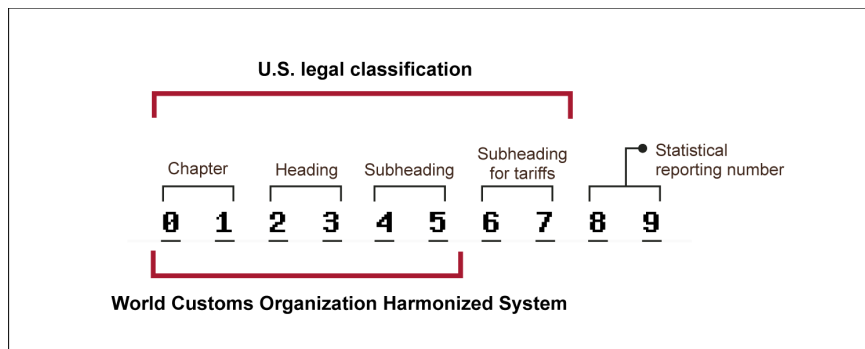 U.S. legal classification
Chapter
Heading
Subheading
Subheading
for tariffs
Statistical
reporting number
0 1 2 3 4 5 6 7 8 9
World Customs Organization Harmonized System